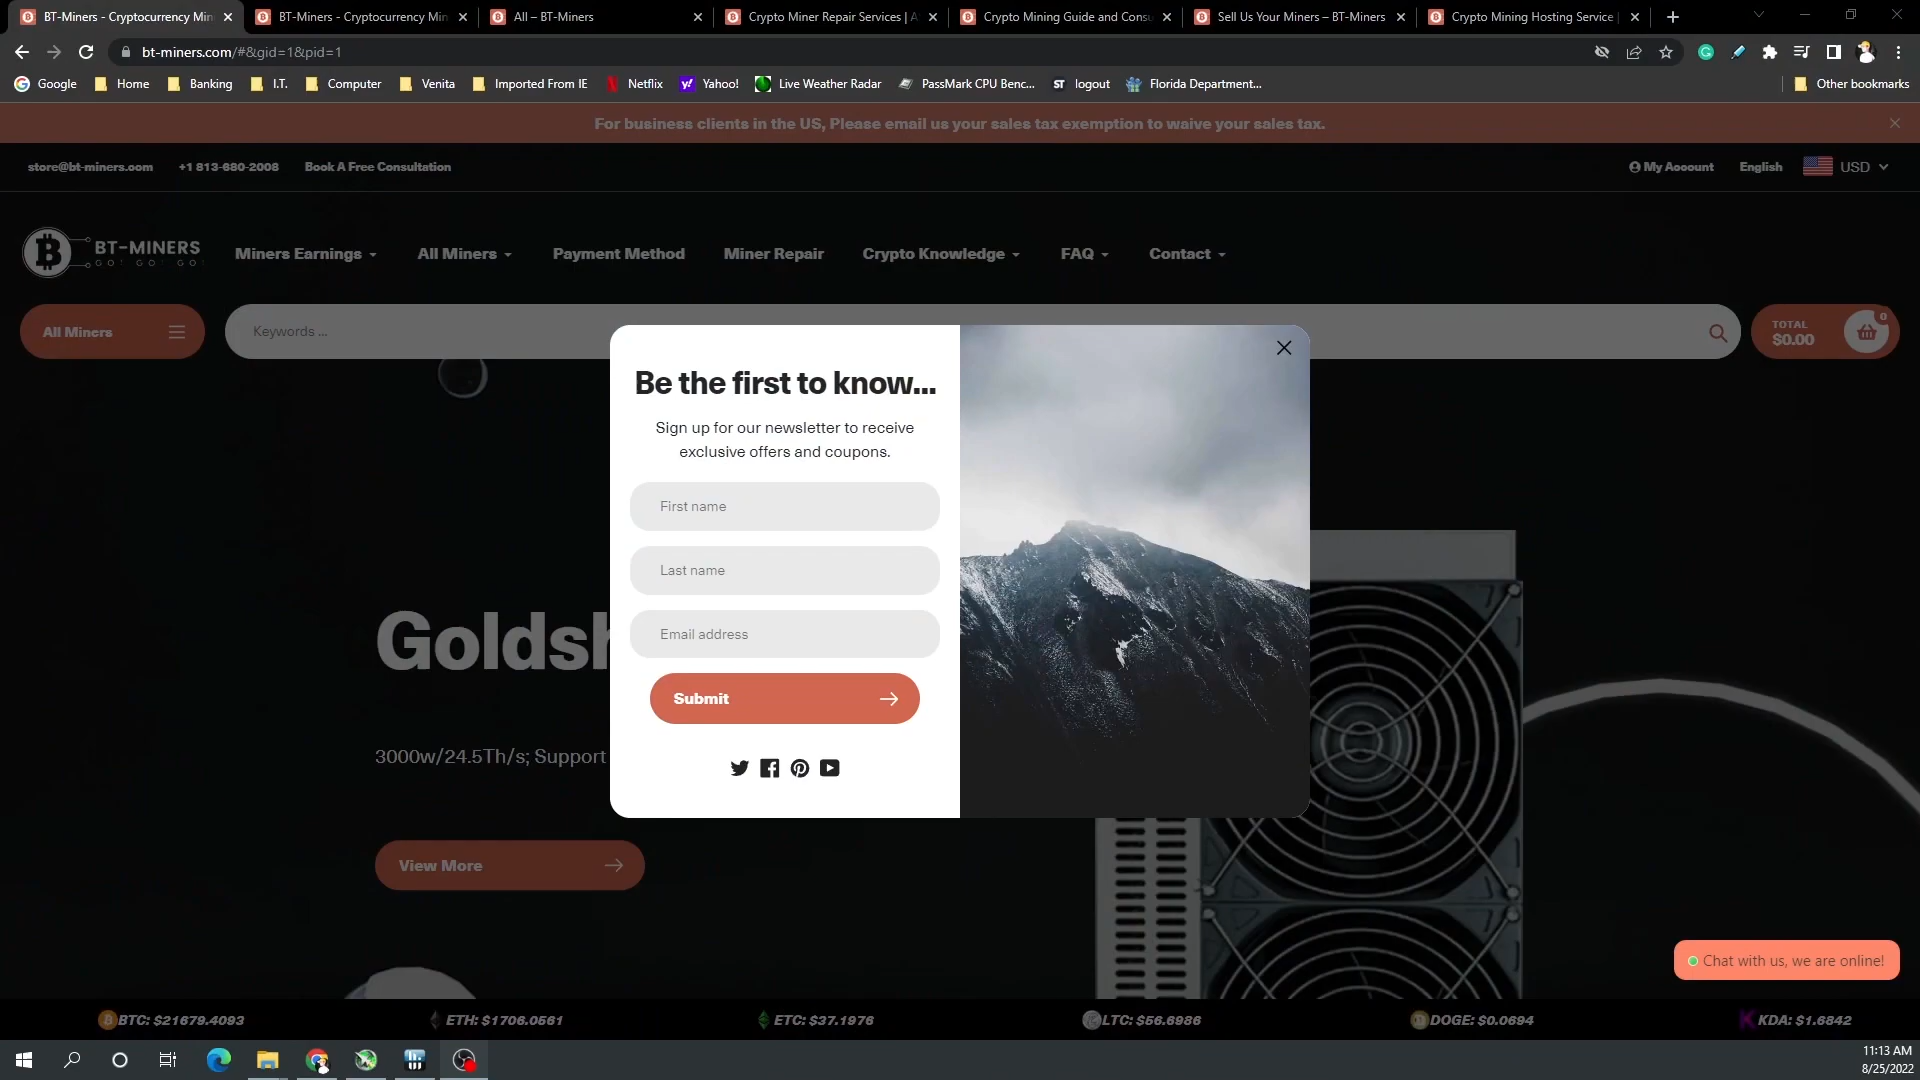 BT-Miners - Cryptocurrency Min
BT-Miners - Cryptocurrency Min
All – BT-Miners
Crypto Miner Repair Services | A
Crypto Mining Guide and Consu
Sell Us Your Miners – BT-Miners
Crypto Mining Hosting Service |
bt-miners.com/#&gid=1&pid=1
Google
Home
Banking
I.T.
Computer
Venita
Imported From IE
Netflix
Yahoo!
Live Weather Radar
PassMark CPU Benc...
ST
logout
Florida Department...
Other bookmarks
For business clients in the US, Please email us your sales tax exemption to waive your sales tax.
store@bt-miners.com
+1 813-680-2008
Book A Free Consultation
My Account
English
USD
BT-MINERS
GO! GO! GO!
Miners Earnings
All Miners
Payment Method
Miner Repair
Crypto Knowledge
FAQ
Contact
All Miners
Keywords ...
TOTAL
$0.00
0
Be the first to know...
Sign up for our newsletter to receive
exclusive offers and coupons.
First name
Last name
Email address
Submit
Goldsh
3000w/24.5Th/s; Support
View More
Chat with us, we are online!
BTC: $21679.4093
ETH: $1706.0561
ETC: $37.1976
LTC: $56.6986
DOGE: $0.0694
KDA: $1.6842
11:13 AM
8/25/2022